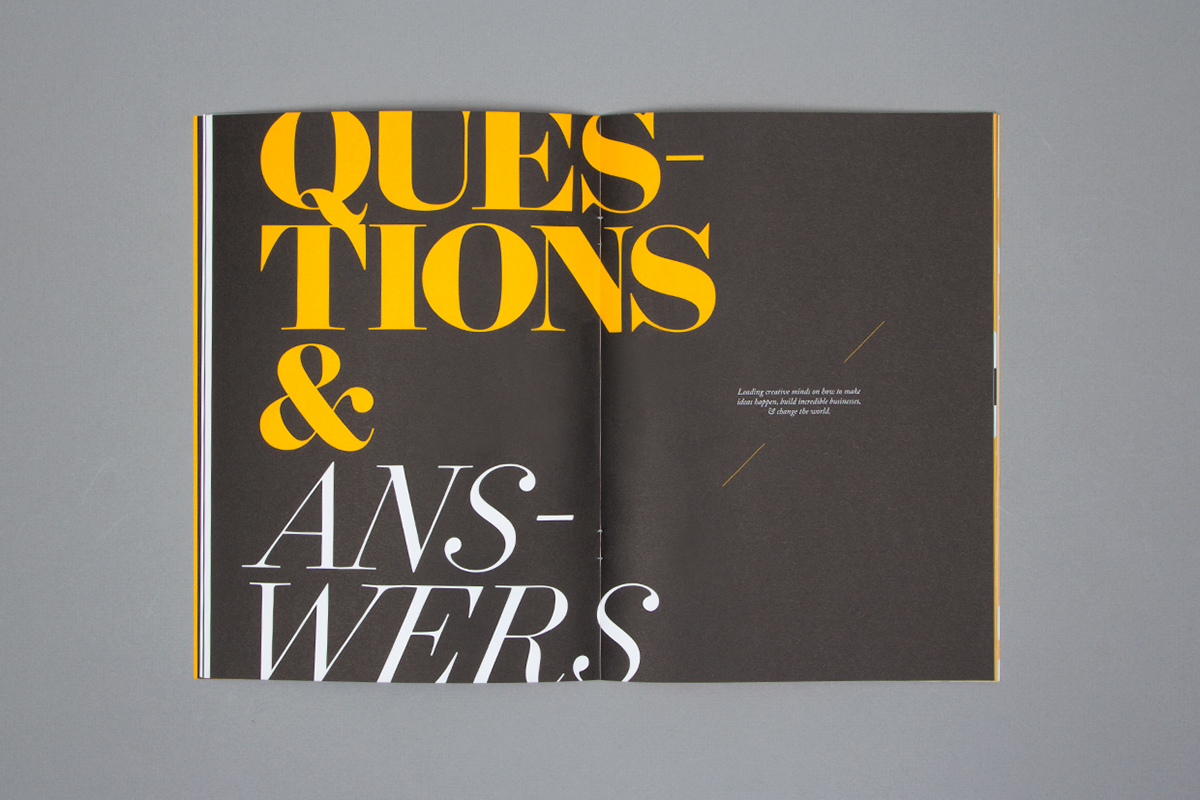 QUES-
TIONS
&
ANS-
WERS
Leading creative minds on how to make
ideas happen, build incredible businesses,
& change the world.